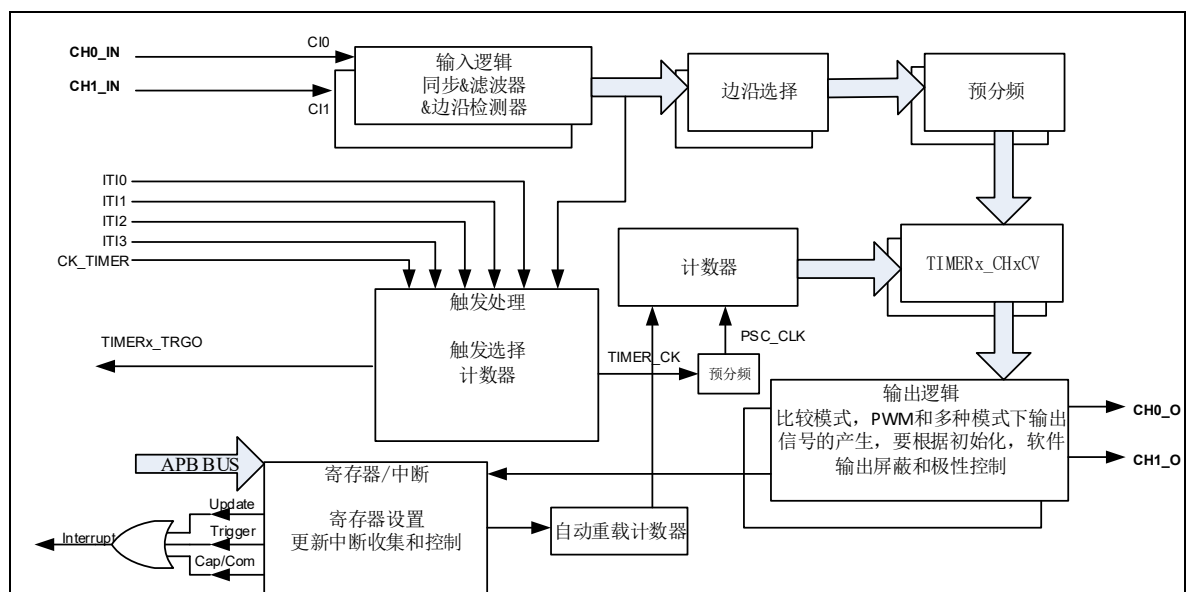 CH0_IN
CI0
CH1_IN
CI1
输入逻辑
同步&滤波器
&边沿检测器
边沿选择
预分频
ITI0
ITI1
ITI2
ITI3
CK_TIMER
触发处理
触发选择
计数器
TIMERx_TRGO
计数器
TIMERx_CHxCV
PSC_CLK
TIMER_CK
预分频
输出逻辑
比较模式，PWM和多种模式下输出
信号的产生，要根据初始化，软件
输出屏蔽和极性控制
CH0_O
CH1_O
APB BUS
寄存器/中断
寄存器设置
更新中断收集和控制
自动重载计数器
Update
Trigger
Cap/Com
Interrupt